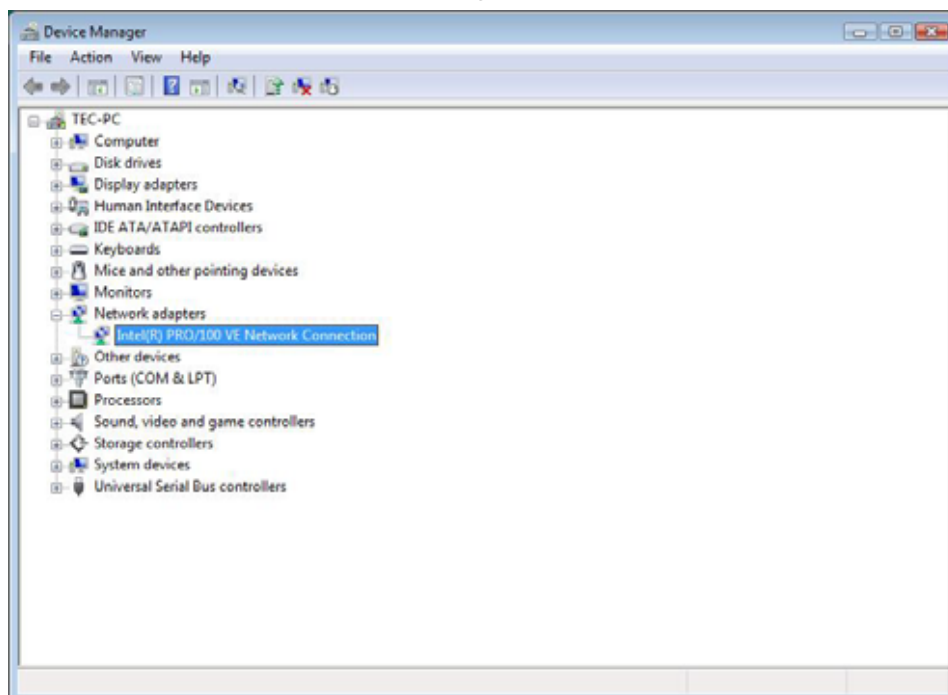 Device Manager
File Action View Help
TEC-PC
Computer
Disk drives
Display adapters
Human Interface Devices
IDE ATA/ATAPI controllers
Keyboards
Mice and other pointing devices
Monitors
Network adapters
Intel(R) PRO/100 VE Network Connection
Other devices
Ports (COM & LPT)
Processors
Sound, video and game controllers
Storage controllers
System devices
Universal Serial Bus controllers